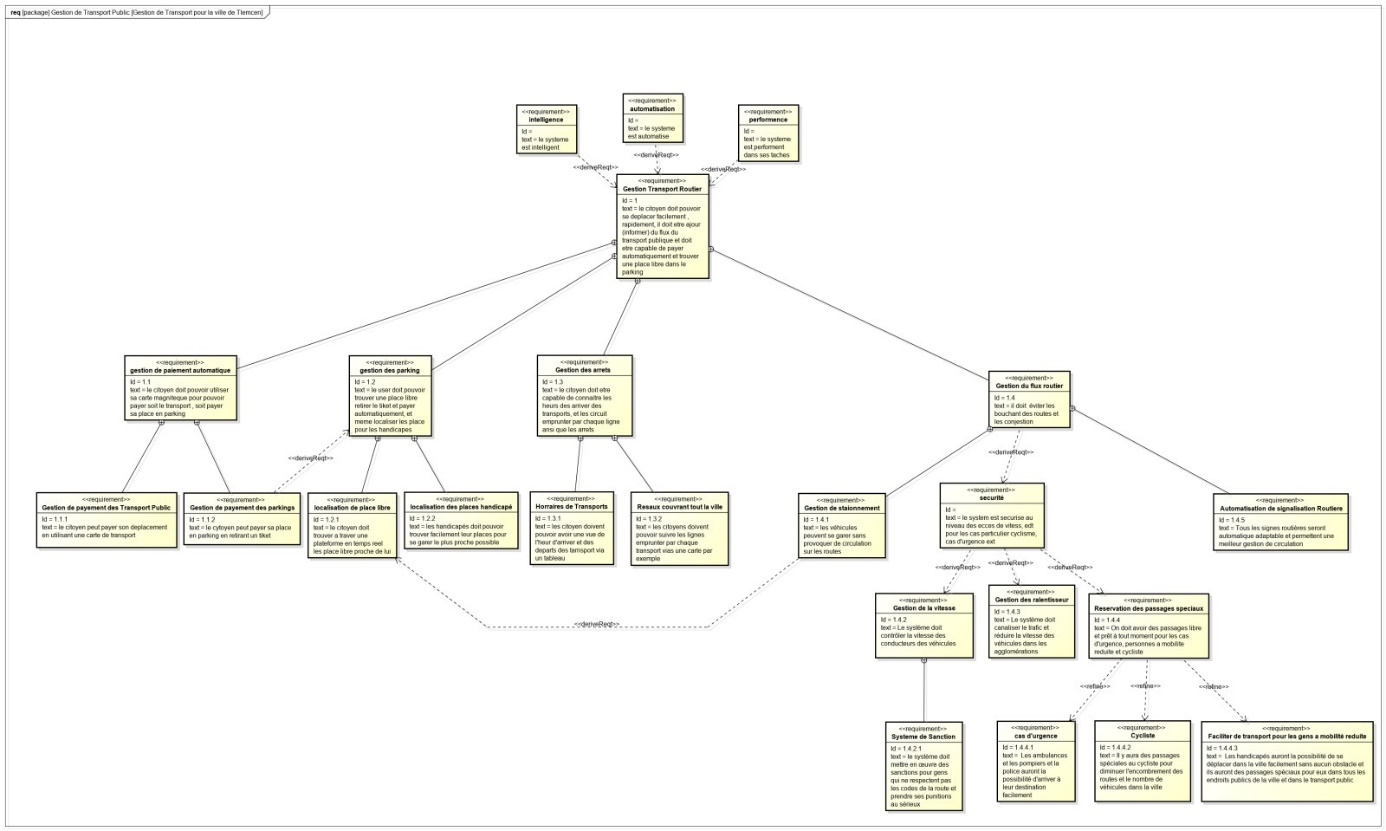 req [package] Gestion de Transport Public [Gestion de Transport pour la ville de Tlemcen]
<<requirement>>
intelligence
Id =
text = le systeme
est intelligent
<<requirement>>
automatisation
Id =
text = le systeme
est automatise
<<requirement>>
performence
Id =
text = le systeme
est performent
dans ses taches
<<deriveReqt>>
<<deriveReqt>>
<<deriveReqt>>
<<requirement>>
Gestion Transport Routier
Id = 1
text = le citoyen doit pouvoir
se deplacer facilement ,
rapidement, il doit etre ajour
(informer) du flux du
transport publique et doit
etre capable de payer
automatiquement et trouver
une place libre dans le
parking
<<requirement>>
gestion de paiement automatique
Id = 1.1
text = le citoyen doit pouvoir utiliser
sa carte magniteque pour pouvoir
payer soit le transport , soit payer
sa place en parking
<<requirement>>
gestion des parking
Id = 1.2
text = le user doit pouvoir
trouver une place libre
retirer le tiket et payer
automatiquement, et
meme localiser les place
pour les handicapes
<<requirement>>
Gestion des arrets
Id = 1.3
text = le citoyen doit etre
capable de connaitre les
heurs des arriver des
transports, et les circuit
emprunter par chaque ligne
ansi que les arrets
<<requirement>>
Gestion du flux routier
Id = 1.4
text = il doit éviter les
bouchant des routes et
les conjestion
<<deriveReqt>>
<<deriveReqt>>
<<requirement>>
Gestion de payement des Transport Public
Id = 1.1.1
text = le citoyen peut payer son deplacement
en utilisant une carte de transport
<<requirement>>
Gestion de payement des parkings
Id = 1.1.2
text = le cytoyen peut payer sa place
en parking en retirant un tiket
<<requirement>>
localisation de place libre
Id = 1.2.1
text = le citoyen doit
trouver a traver une
plateforme en temps reel
les place libre proche de lui
<<requirement>>
localisation des places handicapé
Id = 1.2.2
text = les handicapés doit pouvoir
trouver facilement leur places pour
se garer le plus proche possible
<<requirement>>
Horraires de Transports
Id = 1.3.1
text = les citoyen doivent
pouvoir avoir une vue de
l'heur d'arriver et des
departs des tamsport via
un tableau
<<requirement>>
Resaux couvrant tout la ville
Id = 1.3.2
text = les citoyens doivent
pouvoir suivre les lignes
emprunter par chaque
transport vias une carte par
exemple
<<requirement>>
Gestion de staionnement
Id = 1.4.1
text = les véhicules
peuvent se garer sans
provoquer de circulation
sur les routes
<<requirement>>
securité
Id =
text = le system est securise au
niveau des eccas de vitess, edt
pour les cas particulier cyclisme,
cas d'urgence ext
<<requirement>>
Automatisation de signalisation Routiere
Id = 1.4.5
text = Tous les signes routières seront
automatique adaptable et permettent une
meilleur gestion de circulation
<<deriveReqt>>
<<deriveReqt>>
<<deriveReqt>>
<<deriveReqt>>
<<requirement>>
Gestion de la vitesse
Id = 1.4.2
text = Le système doit
contrôler la vitesse des
conducteurs des véhicules
<<requirement>>
Gestion des ralentisseur
Id = 1.4.3
text = Le système doit
canaliser le trafic et
réduire la vitesse des
véhicules dans les
agglomérations
<<requirement>>
Reservation des passages speciaux
Id = 1.4.4
text = On doit avoir des passages libre
et prêt à tout moment pour les cas
d'urgence, personnes a mobilite
reduite et cycliste
<<refine>>
<<refine>>
<<refine>>
<<requirement>>
Systeme de Sanction
Id = 1.4.2.1
text = le système doit
mettre en œuvre des
sanctions pour gens
qui ne respectent pas
les codes de la route et
prendre ses punitions
au sérieux
<<requirement>>
cas d'urgence
Id = 1.4.4.1
text = Les ambulances
et les pompiers et la
police auront la
possibilité d'arriver à
leur destination
facilement
<<requirement>>
Cycliste
Id = 1.4.4.2
text = Il y aura des passages
spéciales au cycliste pour
diminuer l'encombrement des
routes et le nombre de
véhicules dans la ville
<<requirement>>
Faciliter de transport pour les gens a mobilité reduite
Id = 1.4.4.3
text = Les handicapés auront la possibilité de se
déplacer dans la ville facilement sans aucun obstacle et
ils auront des passages spéciaux pour eux dans tous les
endroits publics de la ville et dans le transport public